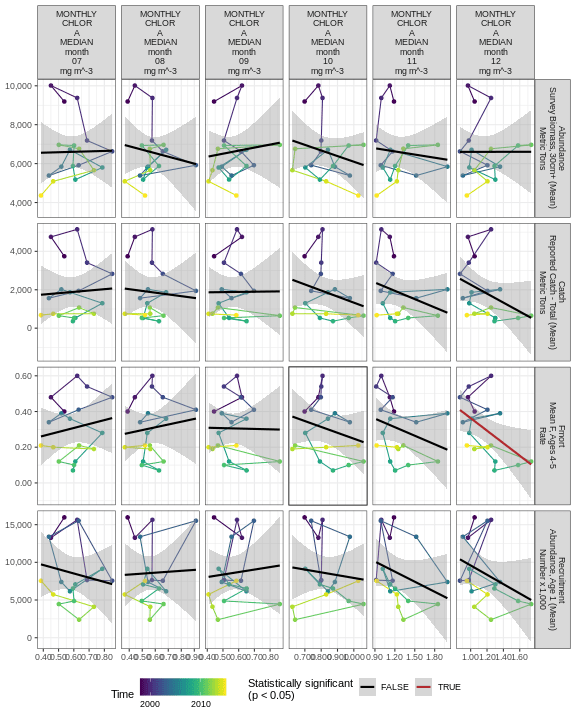 MONTHLY
CHLOR
A
MEDIAN
month
07
mg m^-3
MONTHLY
CHLOR
A
MEDIAN
month
08
mg m^-3
MONTHLY
CHLOR
A
MEDIAN
month
09
mg m^-3
MONTHLY
CHLOR
A
MEDIAN
month
10
mg m^-3
MONTHLY
CHLOR
A
MEDIAN
month
11
mg m^-3
MONTHLY
CHLOR
A
MEDIAN
month
12
mg m^-3
10,000
8,000
6,000
4,000
Abundance
Survey Biomass, 30cm+ (Mean)
Metric Tons
4,000
2,000
0
Catch
Reported Catch - Total (Mean)
Metric Tons
0.60
0.40
0.20
0.00
Fmort
Mean F, Ages 4-5
Rate
15,000
10,000
5,000
0
Recruitment
Abundance, Age 1 (Mean)
Number x 1,000
0.40 0.50 0.60 0.70 0.80
0.40 0.50 0.60 0.70 0.80 0.90
0.40 0.50 0.60 0.70 0.80
0.700 0.800 0.900 1.000
0.90 1.20 1.50 1.80
1.00 1.20 1.40 1.60
Time
2000 2010
Statistically significant
(p < 0.05)
FALSE
TRUE